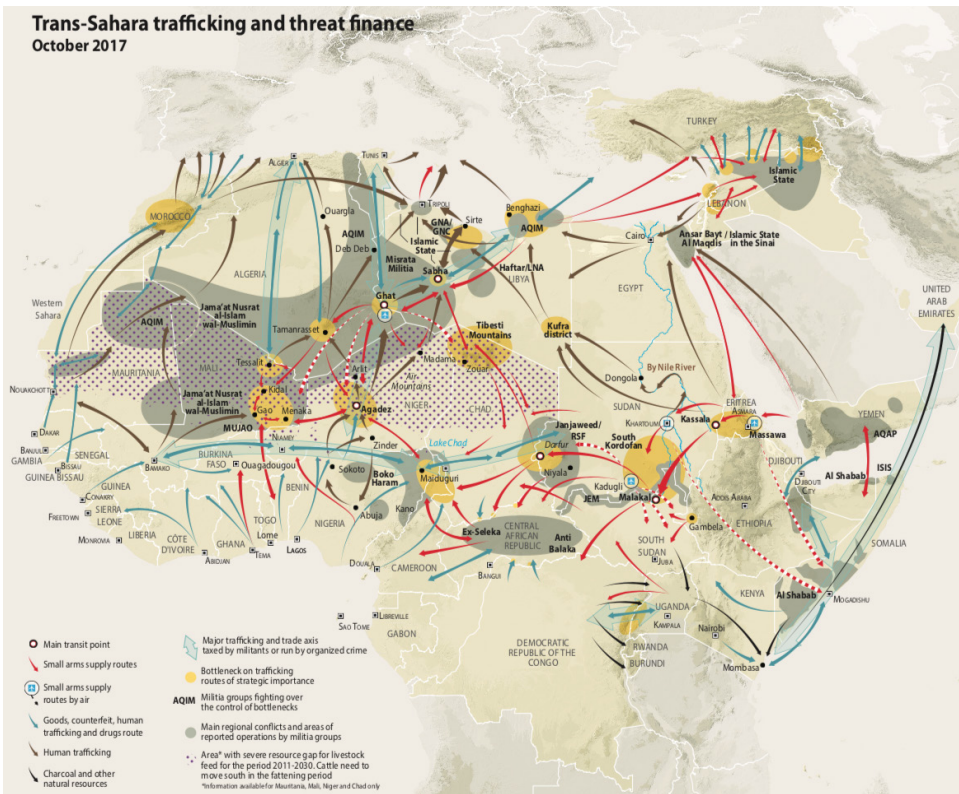 Trans-Sahara trafficking and threat finance
October 2017
TURKEY
ALGER
TUNIS
Islamic
State
MOROCCO
TRIPOLI
LEBANON
Ouargla
Benghazi
GNA/
GNC
Sirte
AQIM
AQIM
Islamic
State
Cairo
Ansar Bayt
Al Maqdis
/ Islamic State
in the Sinai
Deb Deb
Misrata
Militia
Sabha
Haftar/LNA
LIBYA
ALGERIA
EGYPT
UNITED
ARAB
EMIRATES
Western
Sahara
Jama'at Nusrat
al-Islam
wal-Muslimin
Ghat
AQIM
Tamanrasset
Tibesti
Mountains
Kufra
district
Madama
Zouar
Tessalit
Arlit
MAURITANIA
MALI
Aïr
Mountains
By Nile River
Dongola
NOUAKCHOTT
Kidal
Jama'at Nusrat
al-Islam
wal-Muslimin
Gao
Menaka
Agadez
NIGER
CHAD
SUDAN
ERITREA
ASMARA
Kassala
Massawa
YEMEN
AQAP
MUJAO
KHARTOUM
Janjaweed/
RSF
South
Kordofan
DAKAR
NIAMEY
Zinder
Lake Chad
Darfur
BANJUL
GAMBIA
SENEGAL
BISSAU
GUINEA BISSAU
BAMAKO
BURKINA
FASO
Ouagadougou
Sokoto
Boko
Haram
Maiduguri
Niyala
Kadugli
DJIBOUTI
DJIBOUTI
CITY
Al Shabab
ISIS
GUINEA
CONAKRY
BENIN
Kano
JEM
Malakal
ADDIS ABABA
FREETOWN
SIERRA
LEONE
NIGERIA
Abuja
Gambela
ETHIOPIA
TOGO
Ex-Seleka
CENTRAL
AFRICAN
REPUBLIC
Anti
Balaka
MONROVIA
LIBERIA
CÔTE
D'IVOIRE
GHANA
Lome
TEMA
LAGOS
ABIDJAN
SOUTH
SUDAN
JUBA
SOMALIA
DOUALA
CAMEROON
BANGUI
KENYA
Al Shabab
MOGADISHU
SAO TOME
LIBREVILLE
GABON
UGANDA
KAMPALA
Nairobi
DEMOCRATIC
REPUBLIC OF THE
CONGO
RWANDA
BURUNDI
Mombasa
Main transit point
Small arms supply routes
Small arms supply
routes by air
Goods, counterfeit, human
trafficking and drugs route
Human trafficking
Charcoal and other
natural resources
Major trafficking and trade axis
taxed by militants or run by organized crime
Bottleneck on trafficking
routes of strategic importance
AQIM Militia groups fighting over
the control of bottlenecks
Main regional conflicts and areas of
reported operations by militia groups
Area* with severe resource gap for livestock
feed for the period 2011-2030. Cattle need to
move south in the fattening period
*Information available for Mauritania, Mali, Niger and Chad only